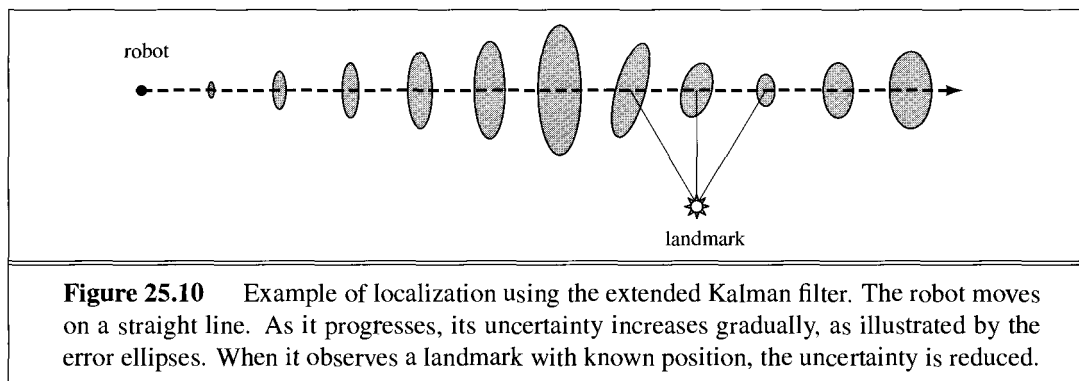 robot
landmark
Figure 25.10 Example of localization using the extended Kalman filter. The robot moves
on a straight line. As it progresses, its uncertainty increases gradually, as illustrated by the
error ellipses. When it observes a landmark with known position, the uncertainty is reduced.